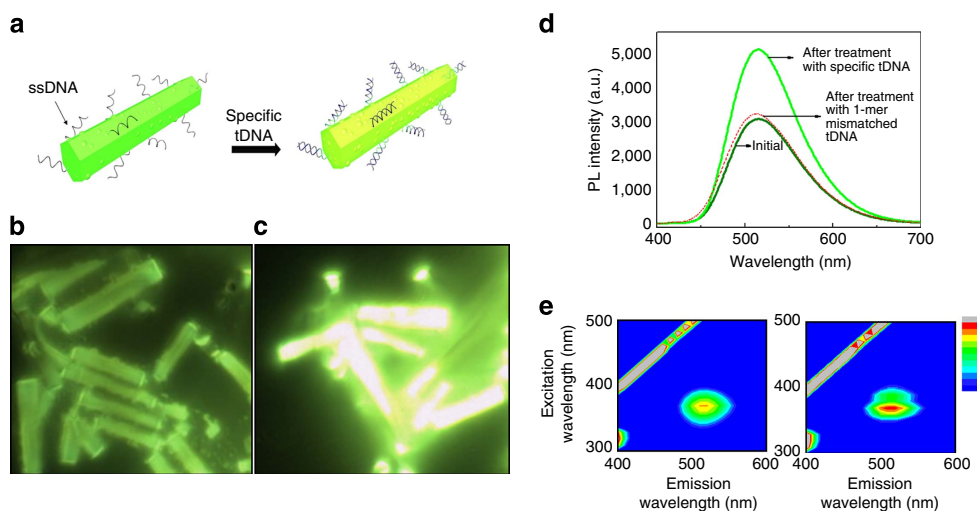 a
ssDNA
Specific
tDNA
b
c
d
PL intensity (a.u.)
5,000
4,000
3,000
2,000
1,000
0
After treatment
with specific tDNA
After treatment
with 1-mer
mismatched
tDNA
Initial
400
500
600
700
Wavelength (nm)
e
Excitation
wavelength (nm)
500
400
300
400
500
600
Emission
wavelength (nm)
500
400
300
400
500
600
Emission
wavelength (nm)